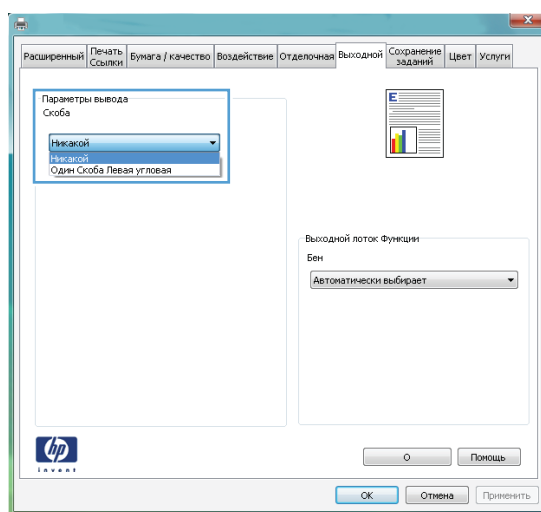 Расширенный
Печать
Ссылки
Бумага / качество
Воздействие
Отделочная
Выходной
Сохранение
заданий
Цвет
Услуги
Параметры вывода
Скоба
Никакой
Никакой
Один Скоба Левая угловая
E
Выходной лоток Функции
Бен
Автоматически выбирает
hp
invent
О
Помощь
OK
Отмена
Применить